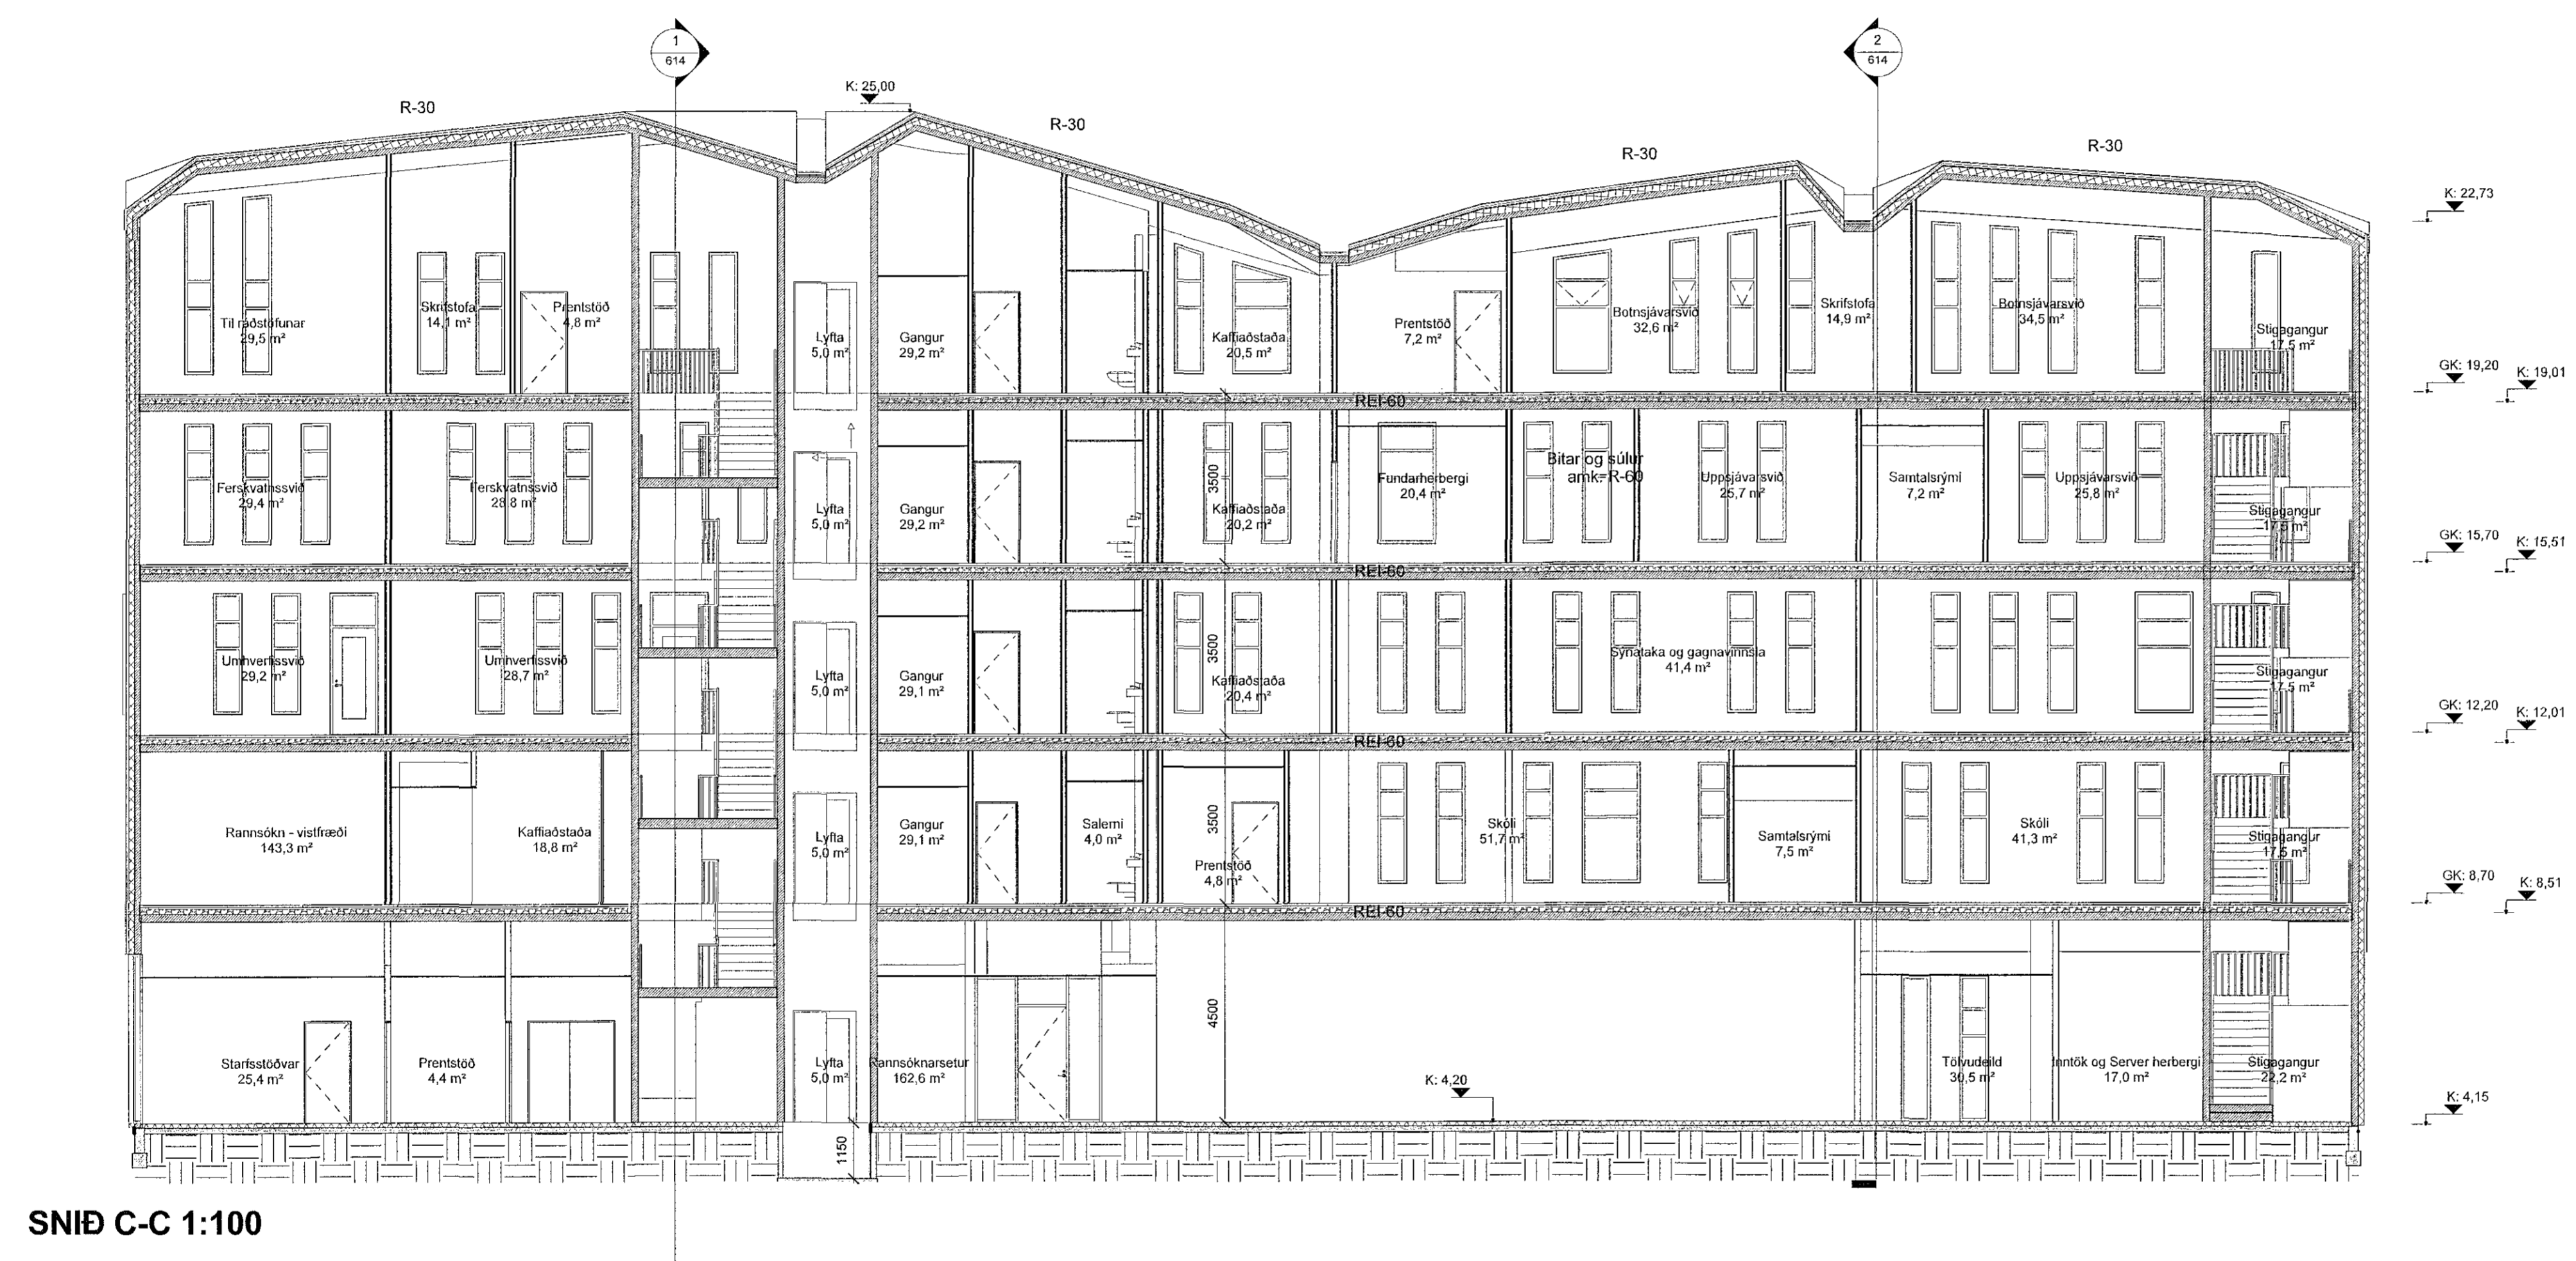 1
614
2
614
K: 25,00
R-30
R-30
R-30
R-30
K: 22,73
Til ráðstöfunar
29,5 m²
Skrifstofa
14,1 m²
Prentstöð
4,8 m²
Lyfta
5,0 m²
Gangur
29,2 m²
Kaffiaðstaða
20,5 m²
Prentstöð
7,2 m²
Botnsjávarsvið
32,6 m²
Skrifstofa
14,9 m²
Botnsjávarsvið
34,5 m²
Stigagangur
17,5 m²
GK: 19,20
K: 19,01
REI-60
Ferskvatnssvið
29,4 m²
Ferskvatnssvið
28,8 m²
Lyfta
5,0 m²
Gangur
29,2 m²
3500
Kaffiaðstaða
20,2 m²
Fundarherbergi
20,4 m²
Bitar og súlur
amk. R-60
Uppsjávarsvið
25,7 m²
Samtalsrými
7,2 m²
Uppsjávarsvið
25,8 m²
Stigagangur
17,5 m²
GK: 15,70
K: 15,51
REI-60
Umhverfissvið
29,2 m²
Umhverfissvið
28,7 m²
Lyfta
5,0 m²
Gangur
29,1 m²
3500
Kaffiaðstaða
20,4 m²
Sýnataka og gagnavinnsla
41,4 m²
Stigagangur
17,5 m²
GK: 12,20
K: 12,01
REI-60
Rannsókn - vistfræði
143,3 m²
Kaffiaðstaða
18,8 m²
Lyfta
5,0 m²
Gangur
29,1 m²
Salerni
4,0 m²
3500
Prentstöð
4,8 m²
Skóli
51,7 m²
Samtalsrými
7,5 m²
Skóli
41,3 m²
Stigagangur
17,5 m²
GK: 8,70
K: 8,51
REI-60
Starfsstöðvar
25,4 m²
Prentstöð
4,4 m²
Lyfta
5,0 m²
Rannsóknarsetur
162,6 m²
4500
K: 4,20
Tölvudeild
30,5 m²
Inntök og Server herbergi
17,0 m²
Stigagangur
22,2 m²
K: 4,15
1150
SNIÐ C-C 1:100